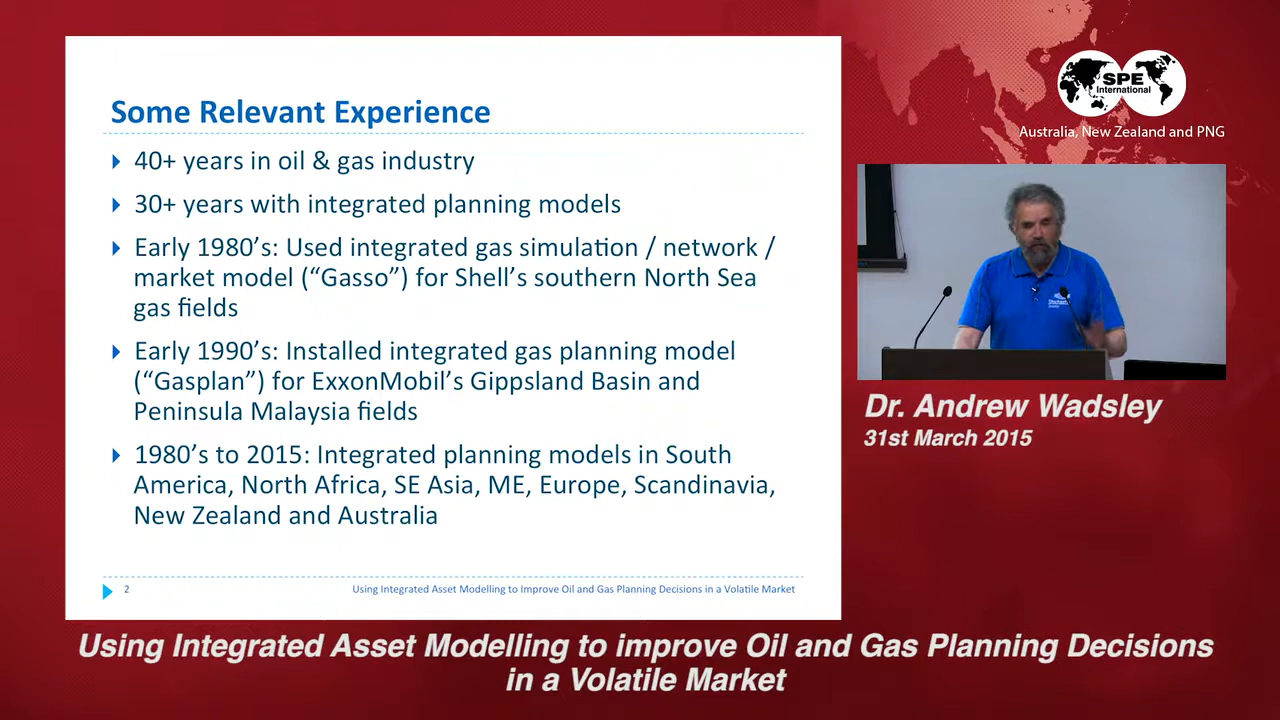 Some Relevant Experience
40+ years in oil & gas industry
30+ years with integrated planning models
Early 1980's: Used integrated gas simulation / network /
market model (“Gasso”) for Shell's southern North Sea
gas fields
Early 1990's: Installed integrated gas planning model
(“Gasplan”) for ExxonMobil's Gippsland Basin and
Peninsula Malaysia fields
1980's to 2015: Integrated planning models in South
America, North Africa, SE Asia, ME, Europe, Scandinavia,
New Zealand and Australia
2
Using Integrated Asset Modelling to Improve Oil and Gas Planning Decisions in a Volatile Market
SPE
International
Australia, New Zealand and PNG
Dr. Andrew Wadsley
31st March 2015
Using Integrated Asset Modelling to improve Oil and Gas Planning Decisions
in a Volatile Market